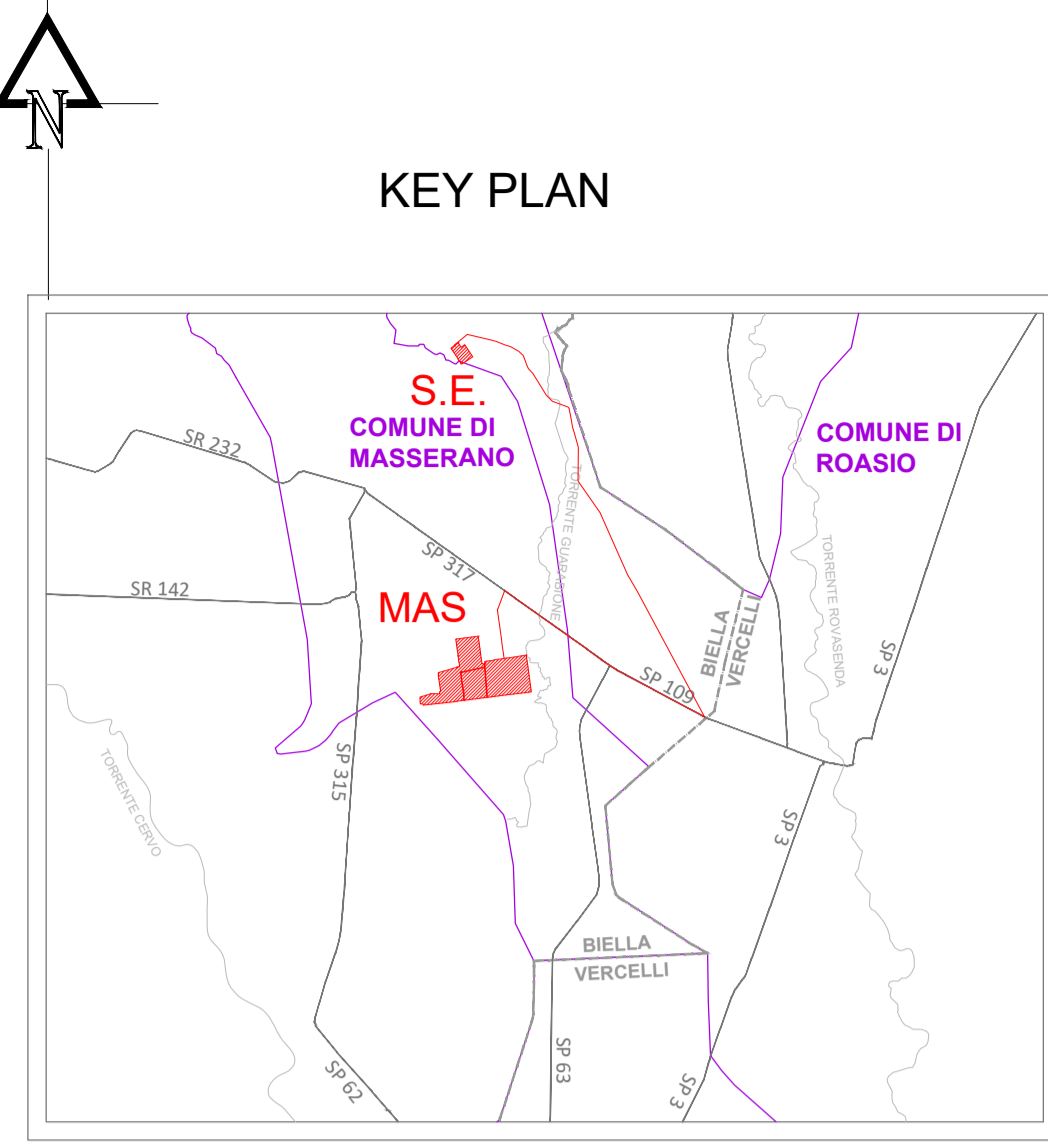 N
KEY PLAN
S.E.
COMUNE DI
MASSERANO
COMUNE DI
ROASIO
SR 232
TORRENTE GUARABIONE
SP 317
TORRENTE ROVASENDA
SR 142
MAS
BIELLA
VERCELLI
SP 3
SP 109
SP 315
TORRENTE CERVO
SP 3
BIELLA
VERCELLI
SP 62
SP 63
SP 3